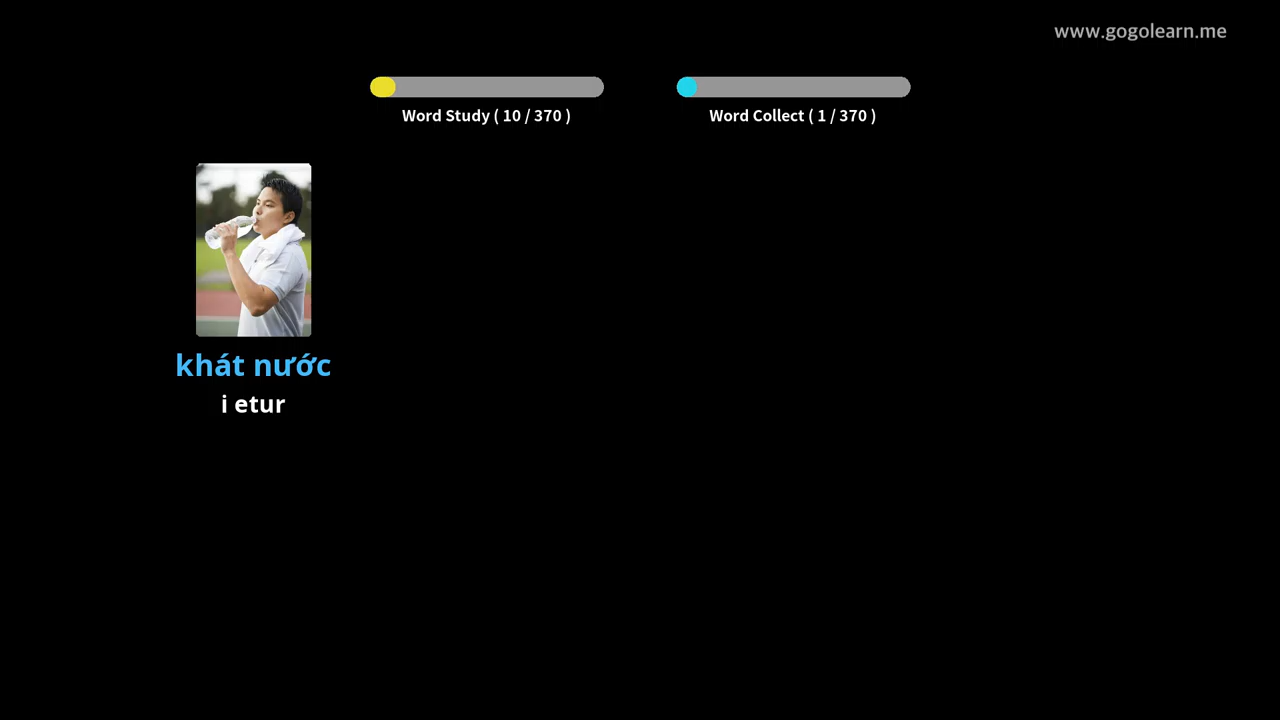 www.gogolearn.me
Word Study ( 10 / 370 )
Word Collect ( 1 / 370 )
khát nước
i etur